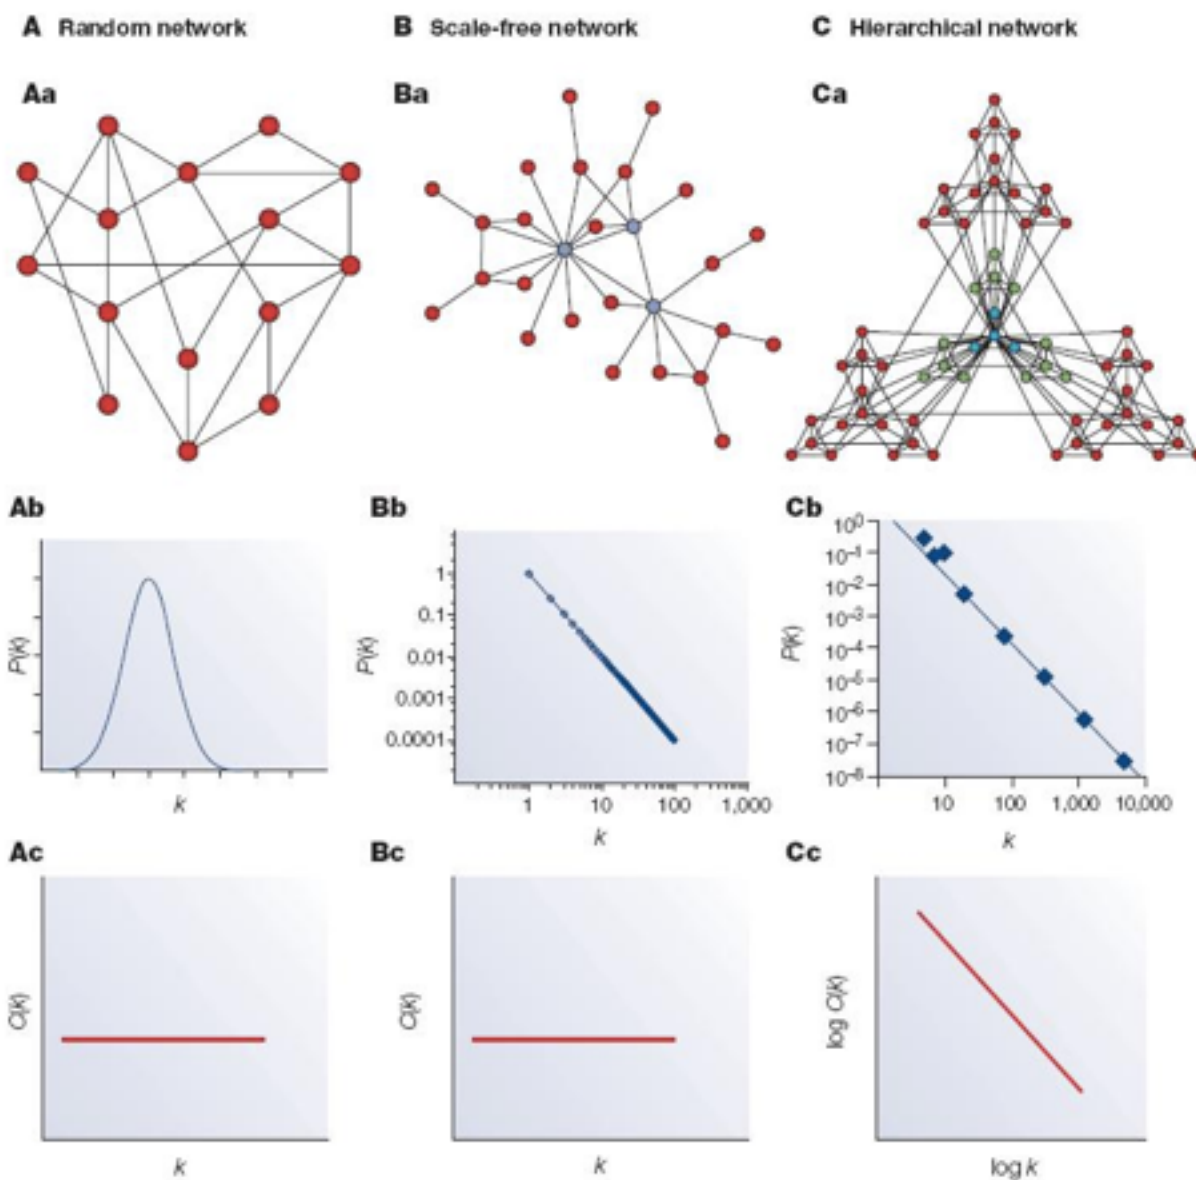 A Random network
B Scale-free network
C Hierarchical network
Aa
Ba
Ca
Ab
P(k)
k
Bb
P(k)
1
0.1
0.01
0.001
0.0001
1 10 100 1,000
k
Cb
P(k)
10⁰
10⁻¹
10⁻²
10⁻³
10⁻⁴
10⁻⁵
10⁻⁶
10⁻⁷
10⁻⁸
10 100 1,000 10,000
k
Ac
C(k)
k
Bc
C(k)
k
Cc
log C(k)
log k